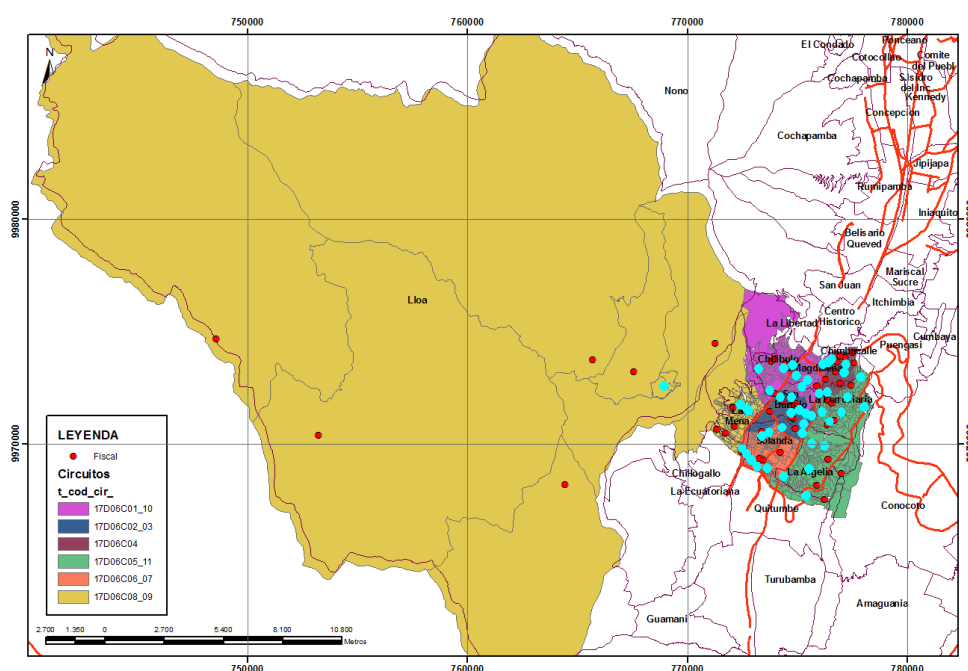 750000
760000
770000
780000
N
El Condado
Ponceano
Cotocollao
Comite
del Puebl
Cochapamba
S.Isidro
del Inc
Kennedy
Nono
Concepcion
Cochapamba
Jipijapa
Rumipamba
Iniaquito
9980000
Belisario
Queved
Mariscal
Sucre
San Juan
Itchimbia
Lloa
Centro
Historico
La Libertad
Cumbaya
Puengasi
Chimbacalle
Chilibulo
Magdalena
La Ferroviaria
La
Mena
Solanda
9970000
LEYENDA
Fiscal
Circuitos
t_cod_cir_
17D06C01_10
17D06C02_03
17D06C04
17D06C05_11
17D06C06_07
17D06C08_09
Chillogallo
La Argelia
La Ecuatoriana
Quitumbe
Conocoto
Turubamba
Amaguania
Guamani
2.700 1.350 0 2.700 5.400 8.100 10.800
Metros
750000
760000
770000
780000